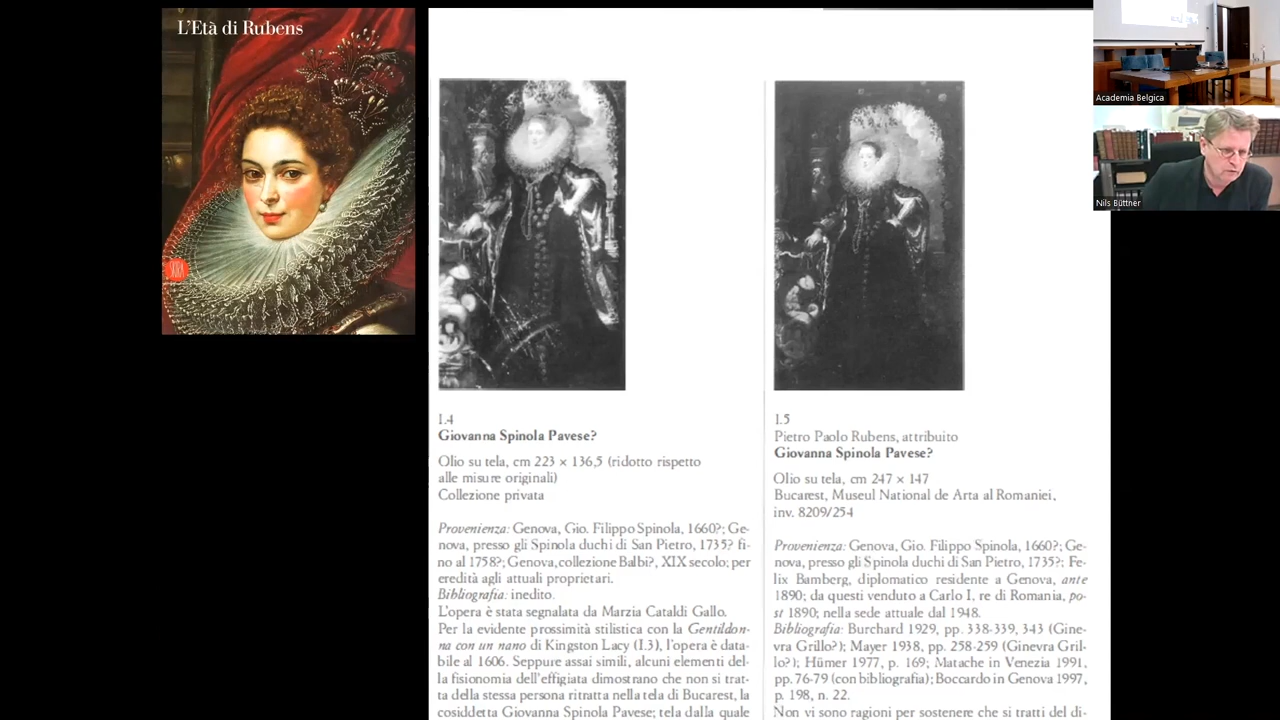 L'Età di Rubens
SKIRA
I.4
Giovanna Spinola Pavese?
Olio su tela, cm 223 × 136,5 (ridotto rispetto
alle misure originali)
Collezione privata
Provenienza: Genova, Gio. Filippo Spinola, 1660?; Ge-
nova, presso gli Spinola duchi di San Pietro, 1735? fi-
no al 1758?; Genova,collezione Balbi?, XIX secolo; per
eredità agli attuali proprietari.
Bibliografia: inedito.
L'opera è stata segnalata da Marzia Cataldi Gallo.
Per la evidente prossimità stilistica con la Gentildon-
na con un nano di Kingston Lacy (I.3), l'opera è data-
bile al 1606. Seppure assai simili, alcuni elementi del-
la fisionomia dell'effigiata dimostrano che non si trat-
ta della stessa persona ritratta nella tela di Bucarest, la
cosiddetta Giovanna Spinola Pavese; tela dalla quale
I.5
Pietro Paolo Rubens, attribuito
Giovanna Spinola Pavese?
Olio su tela, cm 247 × 147
Bucarest, Museul National de Arta al Romaniei,
inv. 8209/254
Provenienza: Genova, Gio. Filippo Spinola, 1660?; Ge-
nova, presso gli Spinola duchi di San Pietro, 1735?; Fe-
lix Bamberg, diplomatico residente a Genova, ante
1890; da questi venduto a Carlo I, re di Romania, po-
st 1890; nella sede attuale dal 1948.
Bibliografia: Burchard 1929, pp. 338-339, 343 (Gine-
vra Grillo?); Mayer 1938, pp. 258-259 (Ginevra Gril-
lo?); Hümer 1977, p. 169; Matache in Venezia 1991,
pp. 76-79 (con bibliografia); Boccardo in Genova 1997,
p. 198, n. 22.
Non vi sono ragioni per sostenere che si tratti del di-
Academia Belgica
Nils Büttner